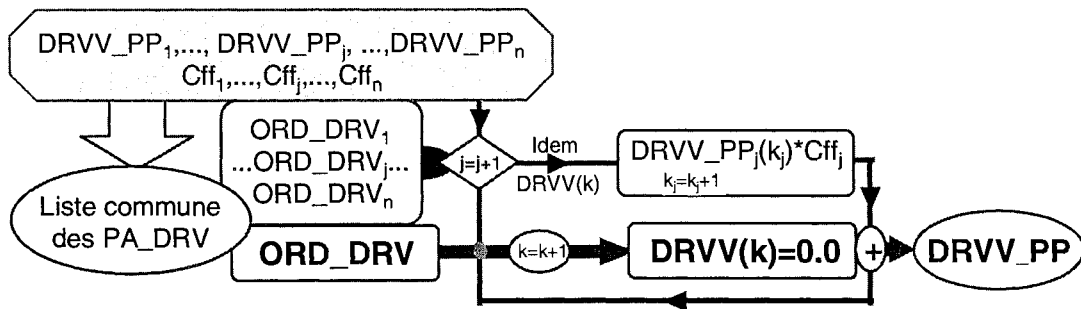 DRVV_PP₁,..., DRVV_PPⱼ, ...,DRVV_PPₙ
Cff₁,...,Cffⱼ,...,Cffₙ
ORD_DRV₁
...ORD_DRVⱼ...
ORD_DRVₙ
j=j+1
Idem
DRVV(k)
DRVV_PPⱼ(kⱼ)*Cffⱼ
kⱼ=kⱼ+1
Liste commune
des PA_DRV
ORD_DRV
k=k+1
DRVV(k)=0.0
+
DRVV_PP